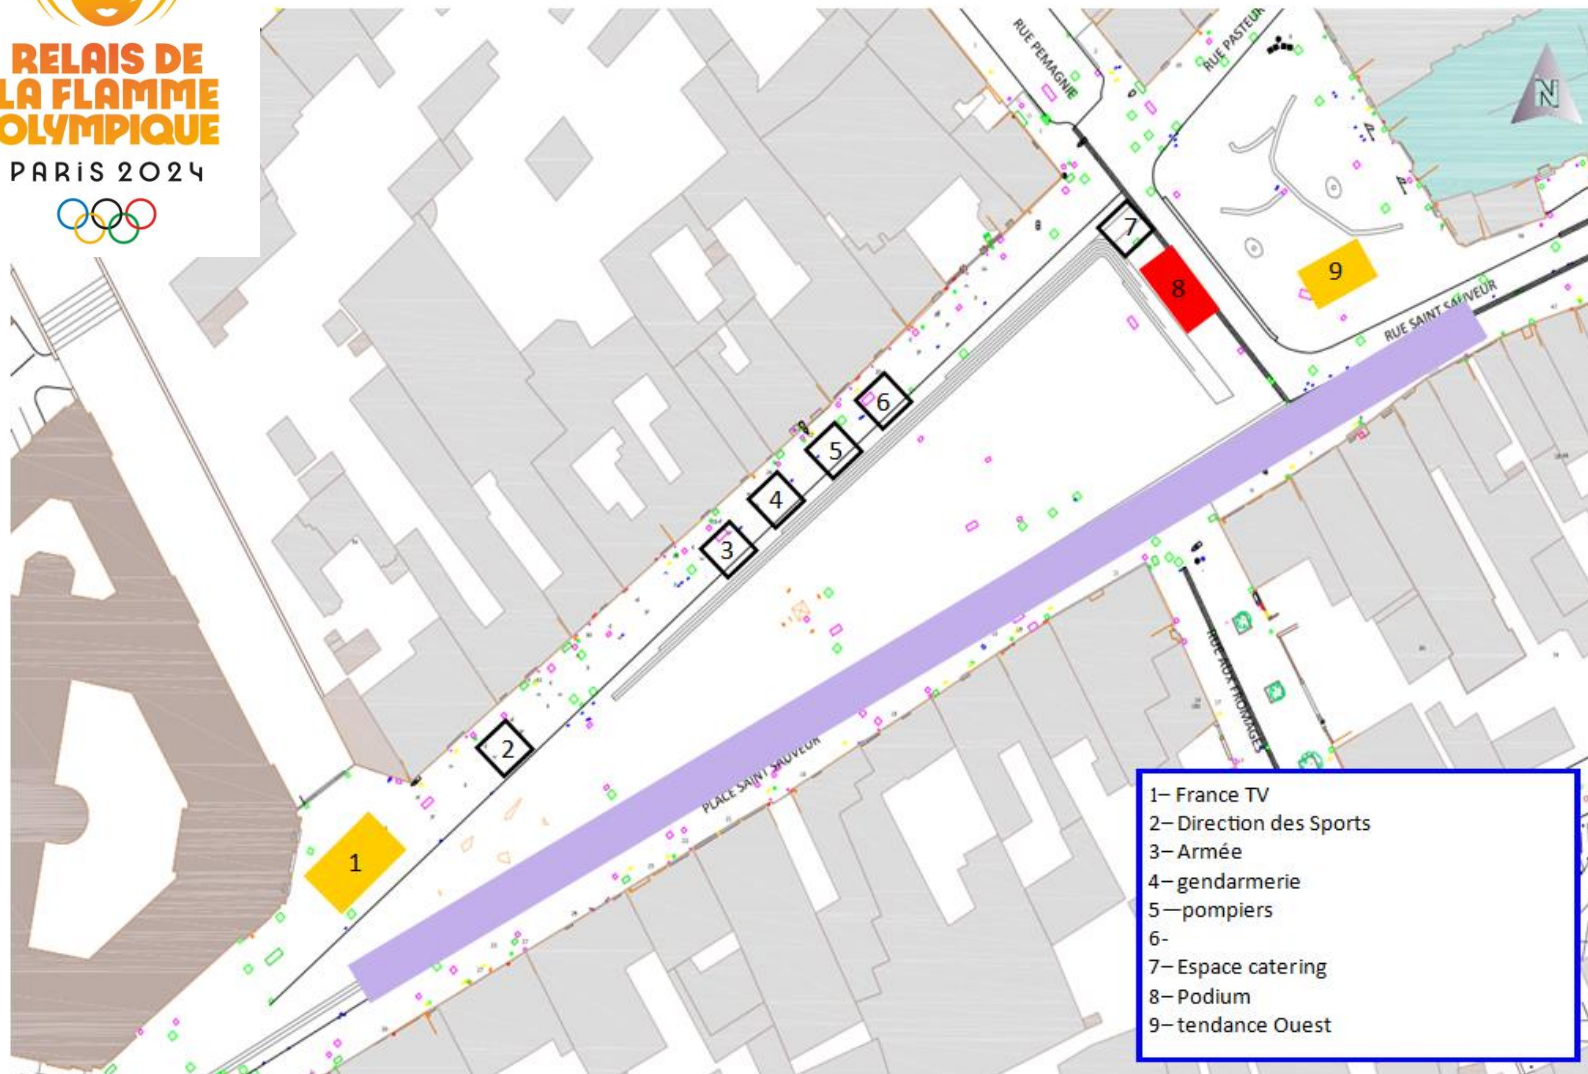 RELAIS DE
LA FLAMME
OLYMPIQUE
PARIS 2024
RUE PEMAGNIE
RUE PASTEUR
N
7
8
9
RUE SAINT SAUVEUR
6
5
4
3
2
1
PLACE SAINT SAUVEUR
RUE AUX FROMAGES
1– France TV
2– Direction des Sports
3– Armée
4– gendarmerie
5—pompiers
6-
7– Espace catering
8– Podium
9– tendance Ouest